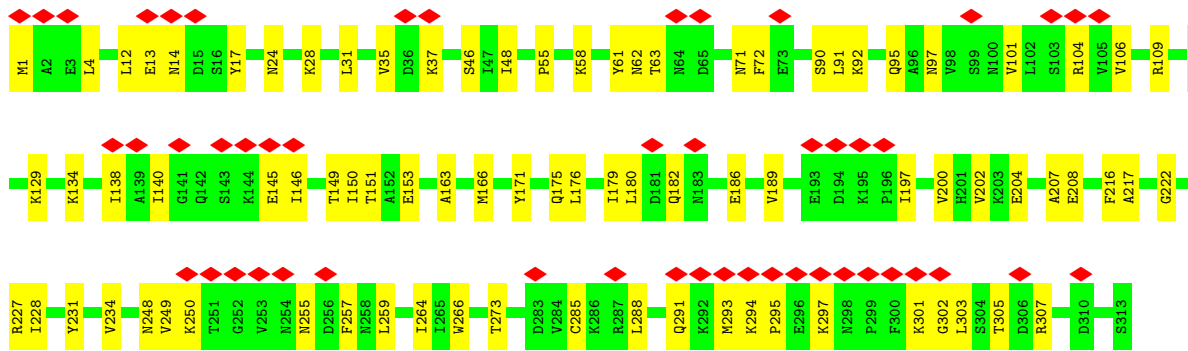 M1 A2 E3 L4 L12 E13 N14 D15 S16 Y17 N24 K28 L31 V35 D36 K37 S46 I47 I48 P55 K58 Y61 N62 T63 N64 D65 N71 F72 E73 S90 L91 K92 Q95 A96 N97 V98 S99 N100 V101 L102 S103 R104 V105 V106 R109
K129 K134 I138 A139 I140 G141 Q142 S143 K144 E145 I146 T149 I150 T151 A152 E153 A163 M166 Y171 Q175 L176 I179 L180 D181 Q182 N183 E186 V189 E193 D194 K195 P196 I197 V200 H201 V202 K203 E204 A207 E208 F216 A217 G222
R227 I228 Y231 V234 N248 V249 K250 T251 G252 V253 N254 N255 D256 F257 N258 L259 I264 I265 W266 T273 D283 V284 C285 K286 R287 L288 Q291 K292 M293 K294 P295 E296 K297 N298 P299 F300 K301 G302 L303 S304 T305 D306 R307 D310 S313